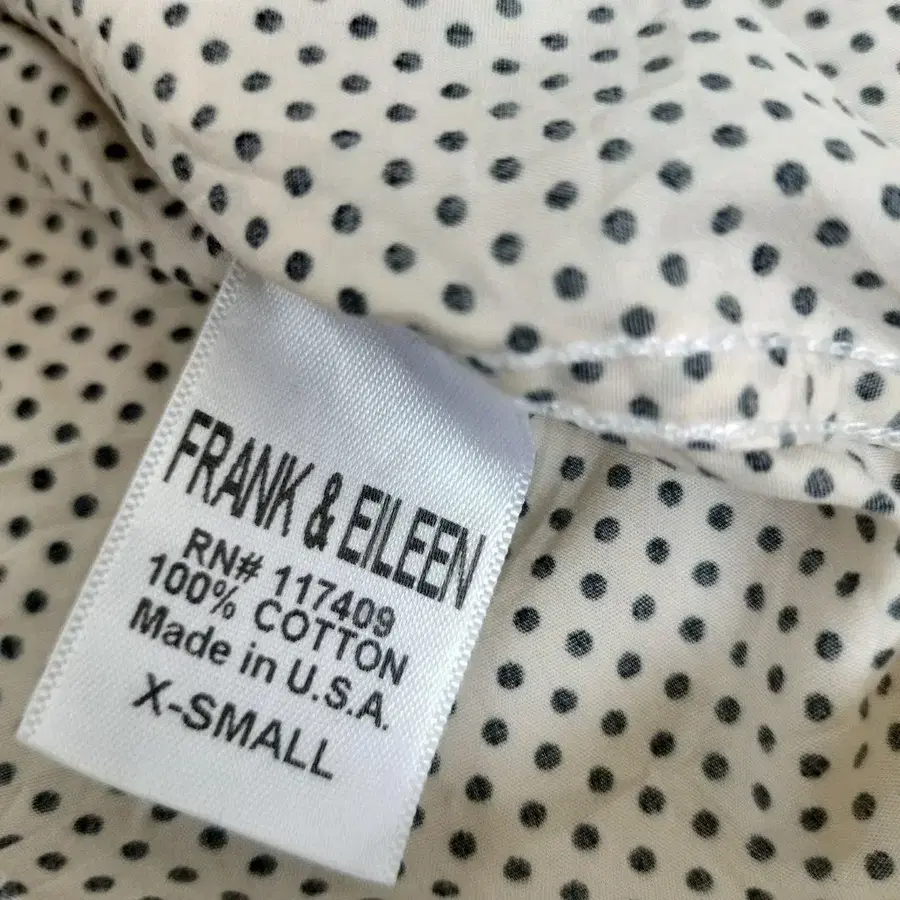 FRANK & EILEEN
RN# 117409
100% COTTON
Made in U.S.A.
X-SMALL